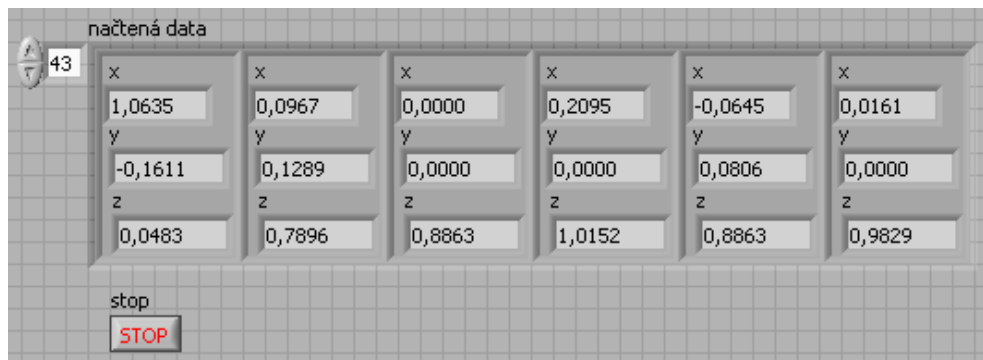 načtená data
43
x x x x x x
1,0635 0,0967 0,0000 0,2095 -0,0645 0,0161
y y y y y y
-0,1611 0,1289 0,0000 0,0000 0,0806 0,0000
z z z z z z
0,0483 0,7896 0,8863 1,0152 0,8863 0,9829
stop
STOP